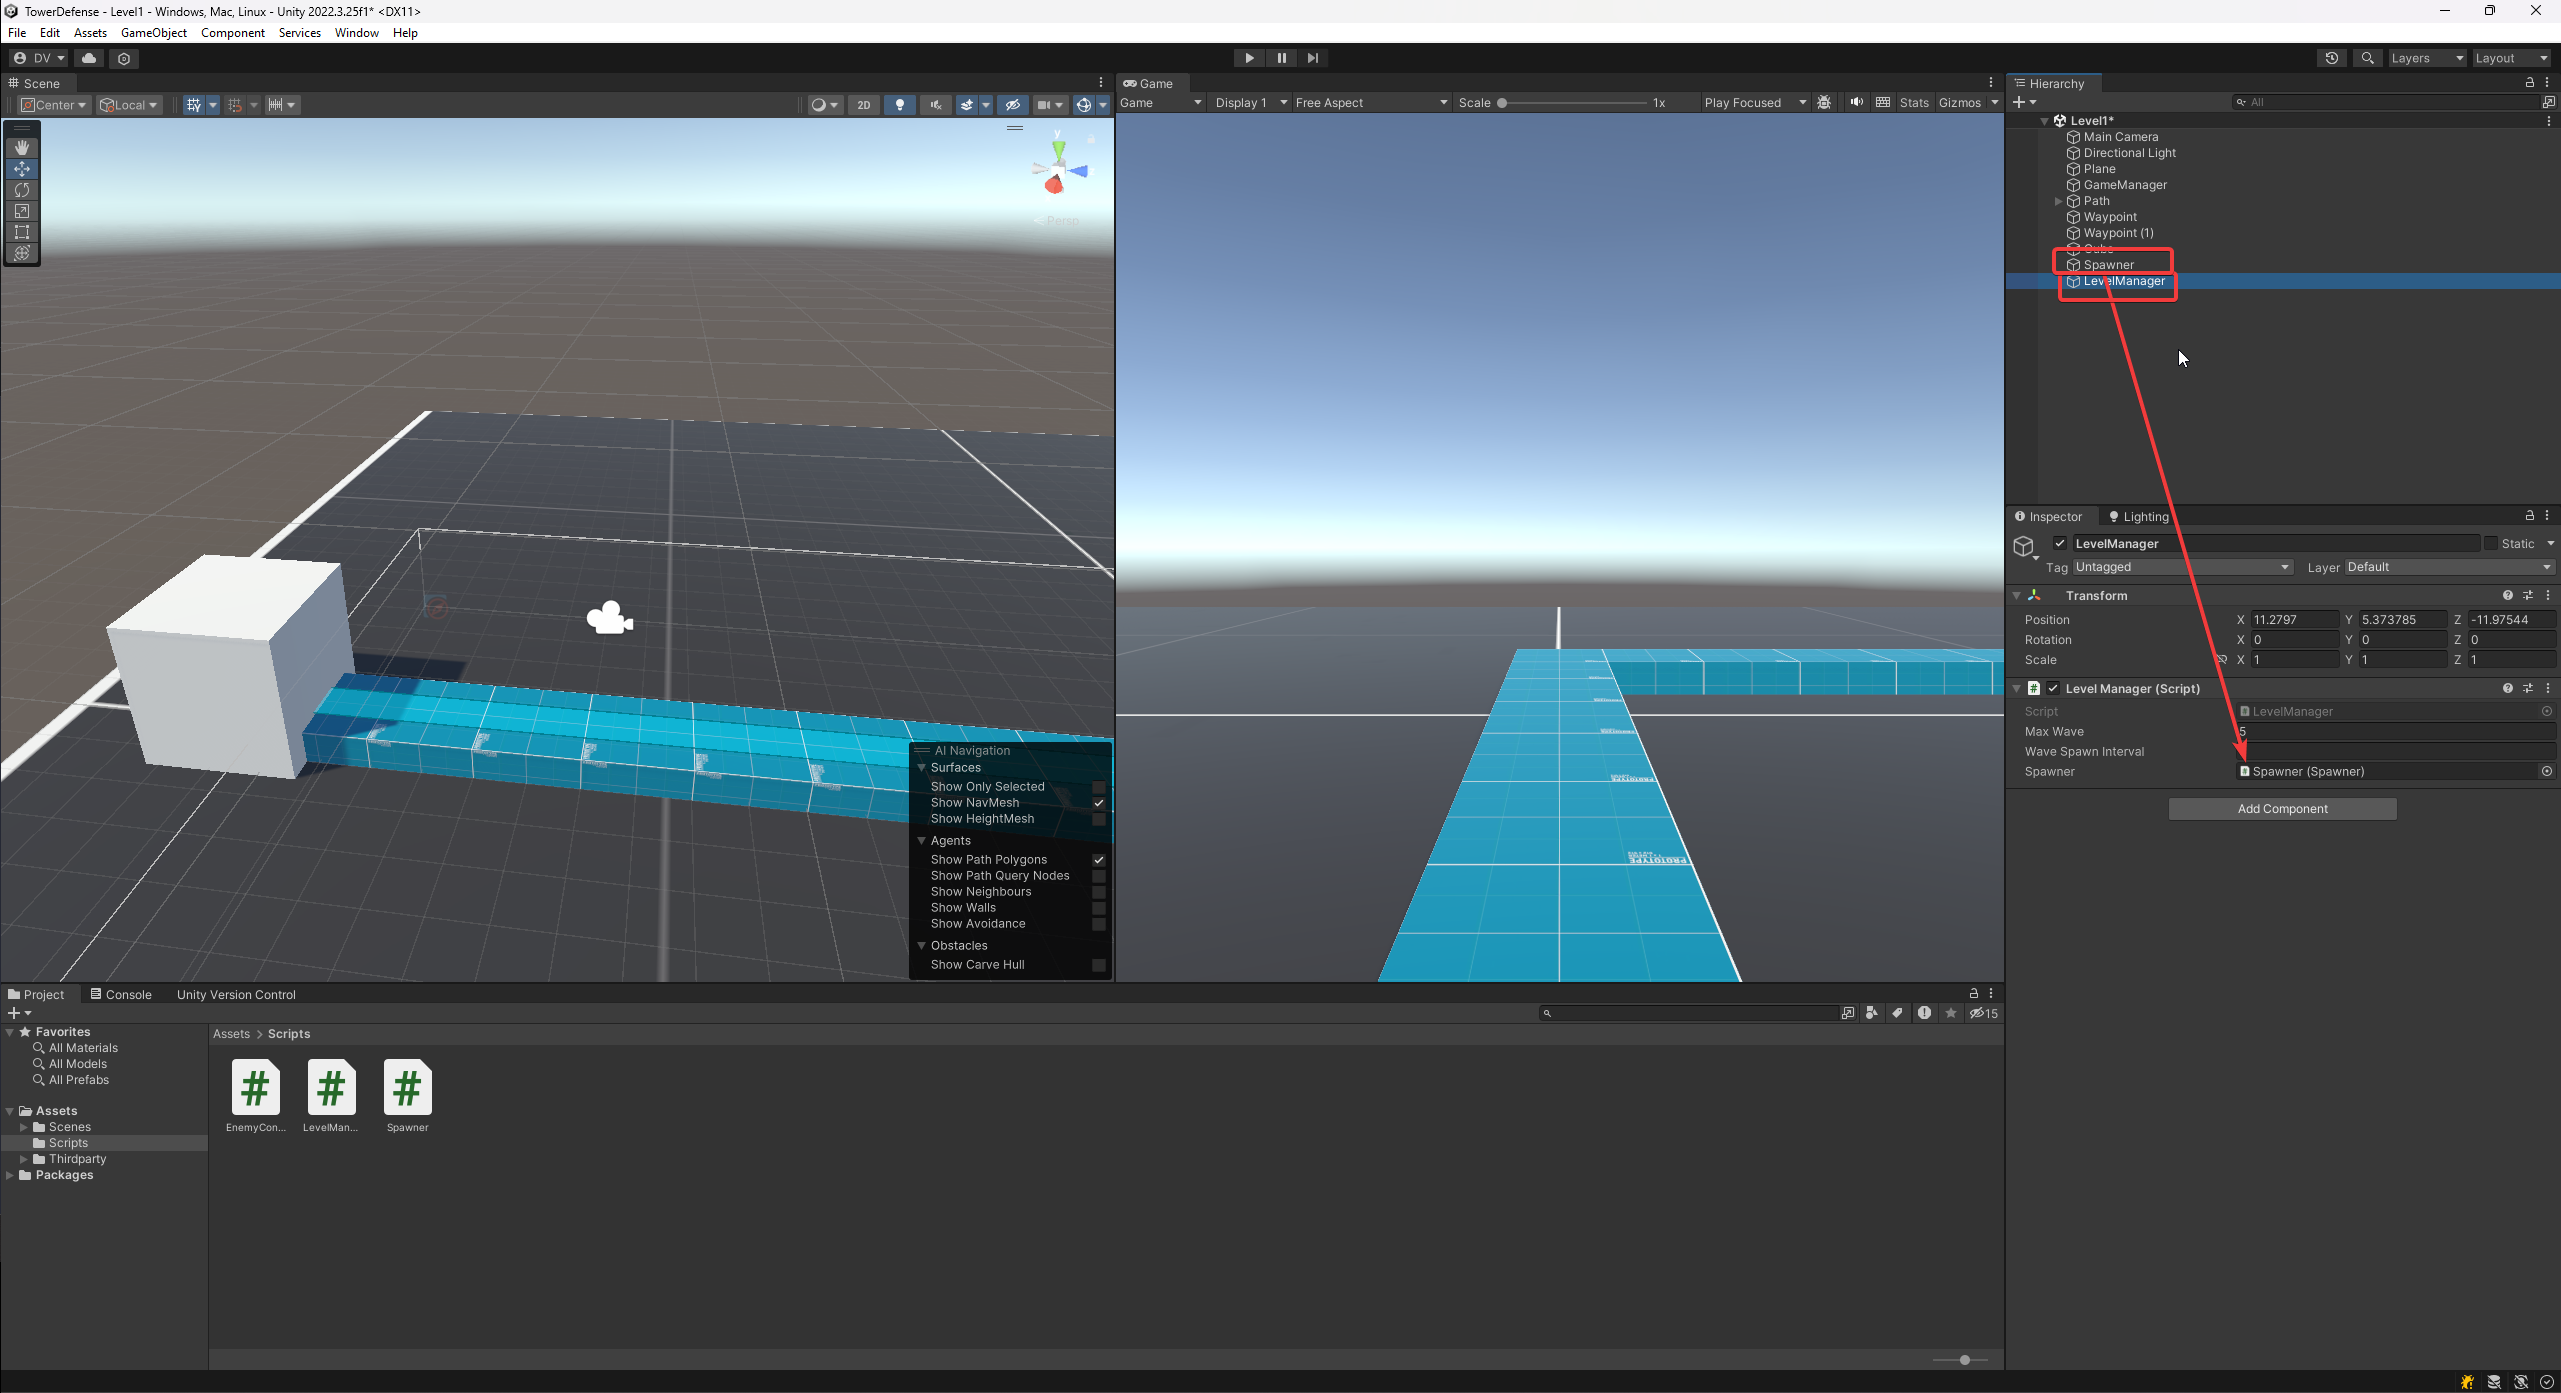 TowerDefense - Level1 - Windows, Mac, Linux - Unity 2022.3.25f1* <DX11>
File Edit Assets GameObject Component Services Window Help
DV
Layers Layout
Scene
Center Local 2D
y
Persp
AI Navigation
Surfaces
Show Only Selected
Show NavMesh
Show HeightMesh
Agents
Show Path Polygons
Show Path Query Nodes
Show Neighbours
Show Walls
Show Avoidance
Obstacles
Show Carve Hull
Game
Game Display 1 Free Aspect Scale 1x Play Focused Stats Gizmos
PROTOTYPE
Hierarchy
All
Level1*
Main Camera
Directional Light
Plane
GameManager
Path
Waypoint
Waypoint (1)
Cube
Spawner
LevelManager
Inspector Lighting
LevelManager Static
Tag Untagged Layer Default
Transform
Position X 11.2797 Y 5.373785 Z -11.97544
Rotation X 0 Y 0 Z 0
Scale X 1 Y 1 Z 1
Level Manager (Script)
Script LevelManager
Max Wave 5
Wave Spawn Interval
Spawner Spawner (Spawner)
Add Component
Project Console Unity Version Control
15
Favorites
All Materials
All Models
All Prefabs
Assets
Scenes
Scripts
Thirdparty
Packages
Assets > Scripts
EnemyCon... LevelMan... Spawner